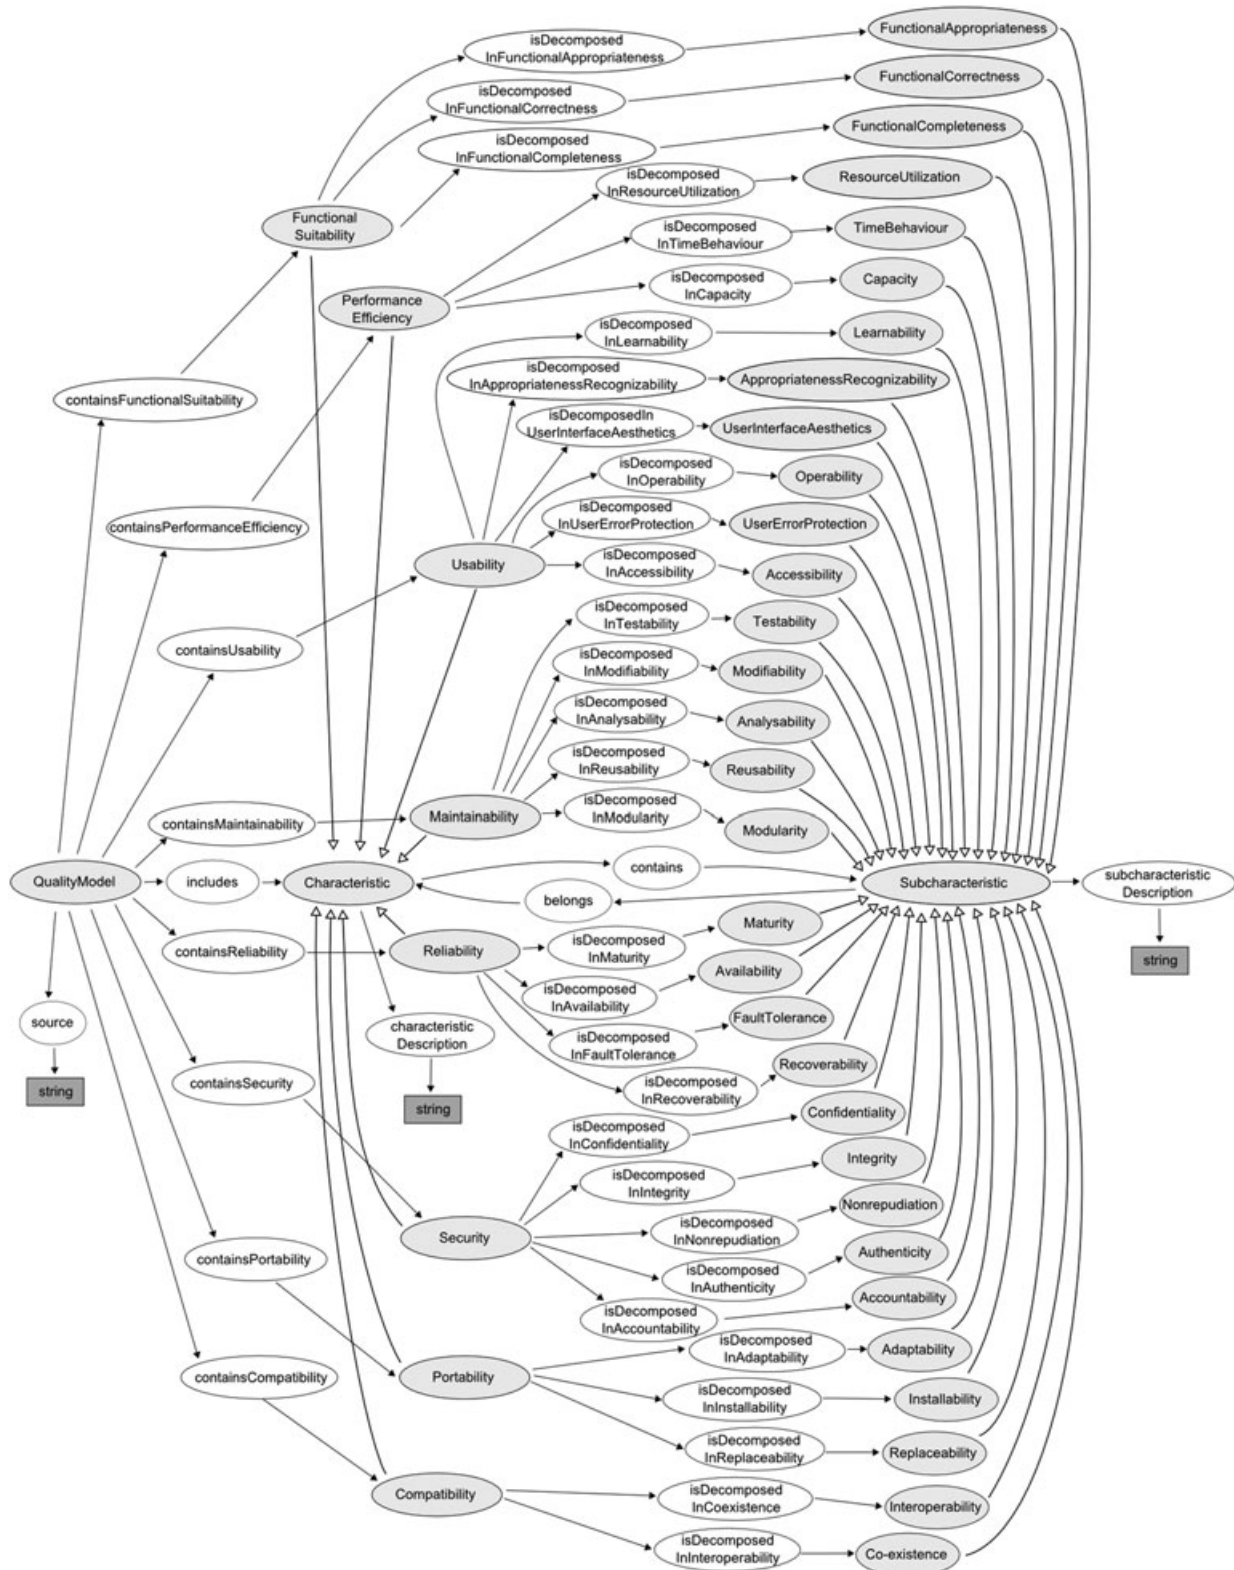 isDecomposed
InFunctionalAppropriateness
FunctionalAppropriateness
isDecomposed
InFunctionalCorrectness
FunctionalCorrectness
isDecomposed
InFunctionalCompleteness
FunctionalCompleteness
isDecomposed
InResourceUtilization
ResourceUtilization
Functional
Suitability
isDecomposed
InTimeBehaviour
TimeBehaviour
isDecomposed
InCapacity
Capacity
Performance
Efficiency
isDecomposed
InLearnability
Learnability
isDecomposed
InAppropriatenessRecognizability
AppropriatenessRecognizability
containsFunctionalSuitability
isDecomposedIn
UserInterfaceAesthetics
UserInterfaceAesthetics
isDecomposed
InOperability
Operability
containsPerformanceEfficiency
isDecomposed
InUserErrorProtection
UserErrorProtection
Usability
isDecomposed
InAccessibility
Accessibility
isDecomposed
InTestability
Testability
containsUsability
isDecomposed
InModifiability
Modifiability
isDecomposed
InAnalysability
Analysability
isDecomposed
InReusability
Reusability
containsMaintainability
Maintainability
isDecomposed
InModularity
Modularity
QualityModel
includes
Characteristic
contains
belongs
Subcharacteristic
subcharacteristic
Description
string
containsReliability
Reliability
isDecomposed
InMaturity
Maturity
isDecomposed
InAvailability
Availability
source
string
characteristic
Description
string
isDecomposed
InFaultTolerance
FaultTolerance
isDecomposed
InRecoverability
Recoverability
containsSecurity
isDecomposed
InConfidentiality
Confidentiality
isDecomposed
InIntegrity
Integrity
Security
isDecomposed
InNonrepudiation
Nonrepudiation
containsPortability
isDecomposed
InAuthenticity
Authenticity
isDecomposed
InAccountability
Accountability
isDecomposed
InAdaptability
Adaptability
containsCompatibility
Portability
isDecomposed
InInstallability
Installability
isDecomposed
InReplaceability
Replaceability
Compatibility
isDecomposed
InCoexistence
Interoperability
isDecomposed
InInteroperability
Co-existence